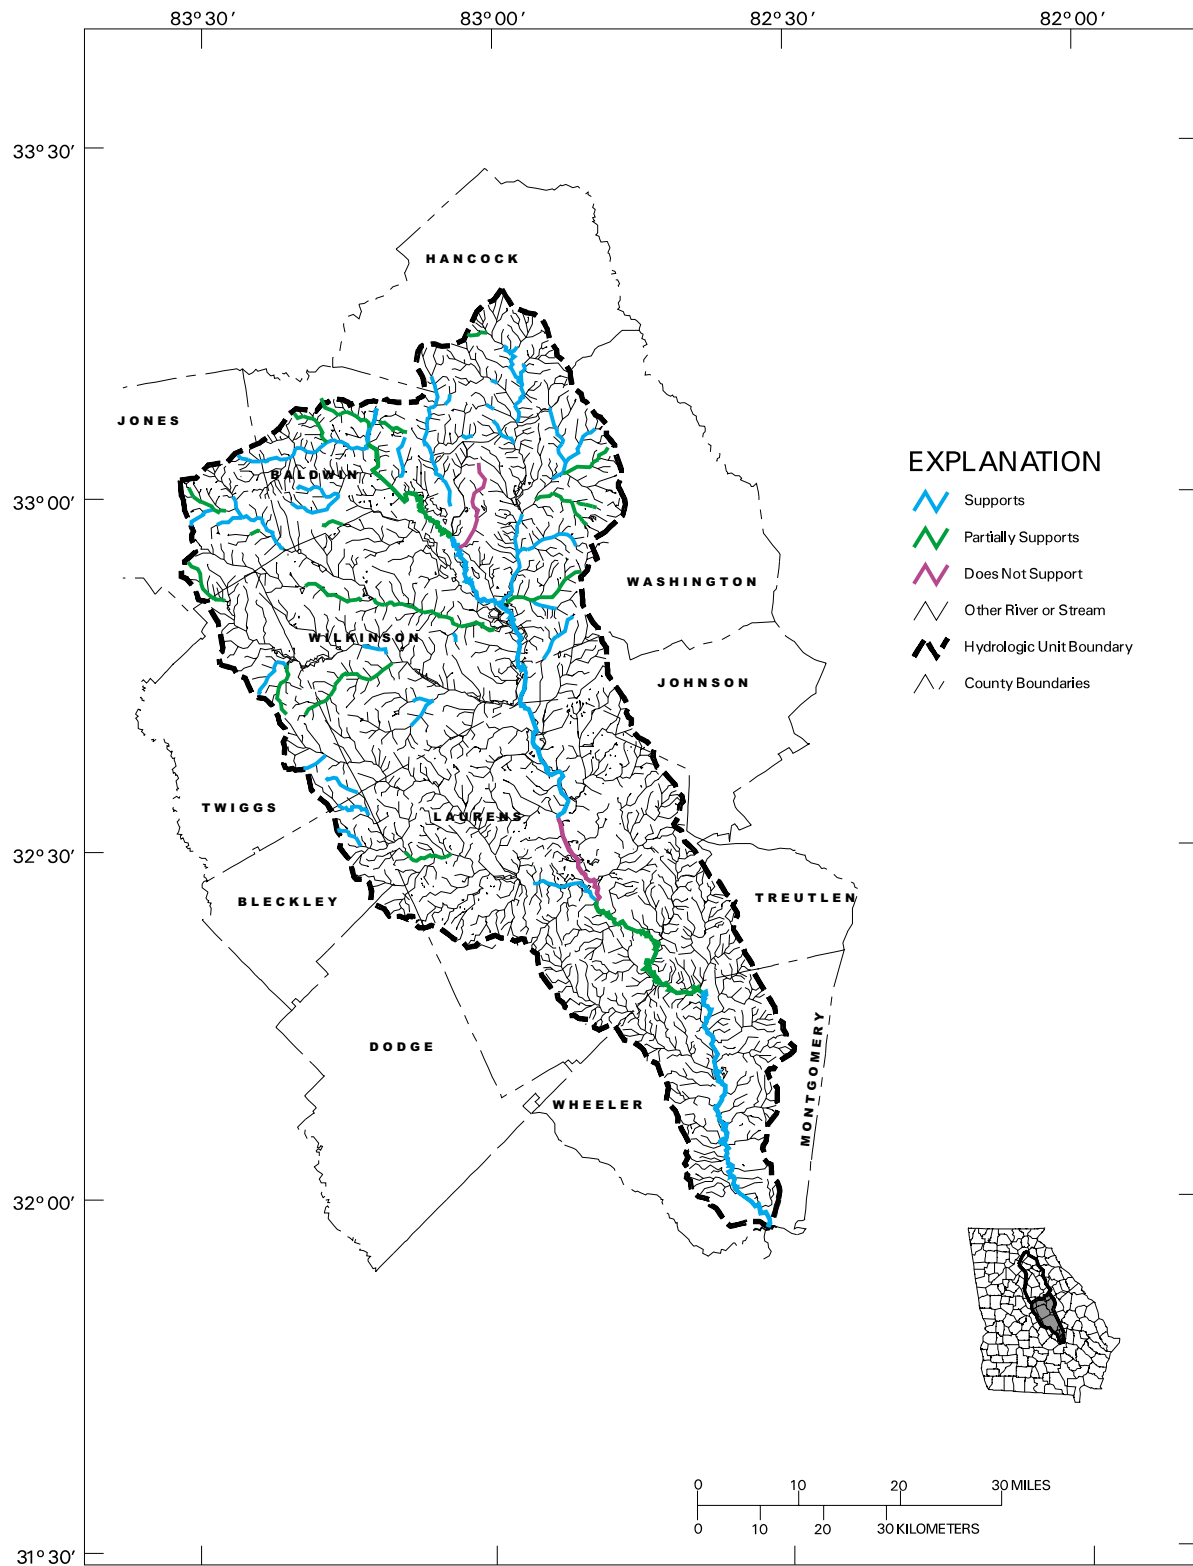 83° 30′ 83° 00′ 82° 30′ 82° 00′
33° 30′
HANCOCK
JONES
EXPLANATION
BALDWIN
33° 00′
Supports
Partially Supports
Does Not Support
WASHINGTON
Other River or Stream
WILKINSON
Hydrologic Unit Boundary
JOHNSON
County Boundaries
TWIGGS
LAURENS
32° 30′
BLECKLEY
TREUTLEN
DODGE
MONTGOMERY
WHEELER
32° 00′
0 10 20 30 MILES
0 10 20 30 KILOMETERS
31° 30′